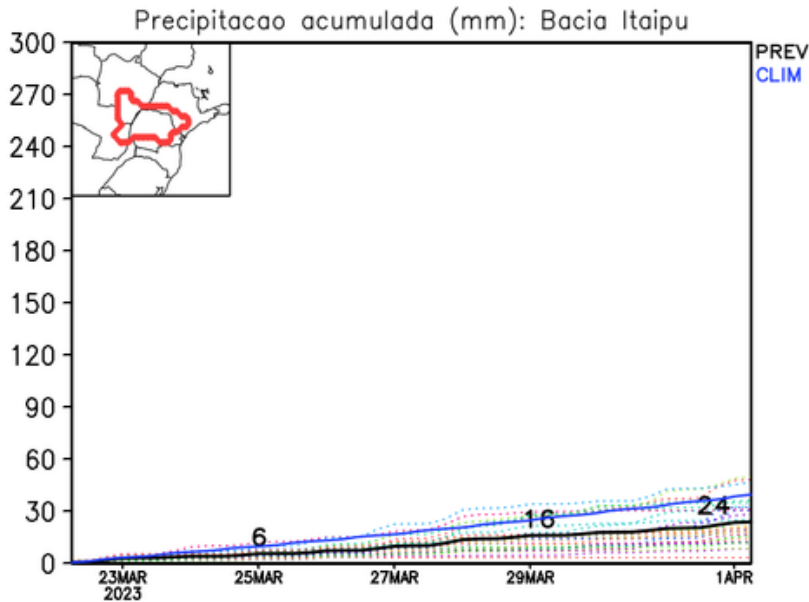 Precipitacao acumulada (mm): Bacia Itaipu
PREV
CLIM
300
270
240
210
180
150
120
90
60
30
0
6
16
24
23MAR
2023
25MAR
27MAR
29MAR
1APR